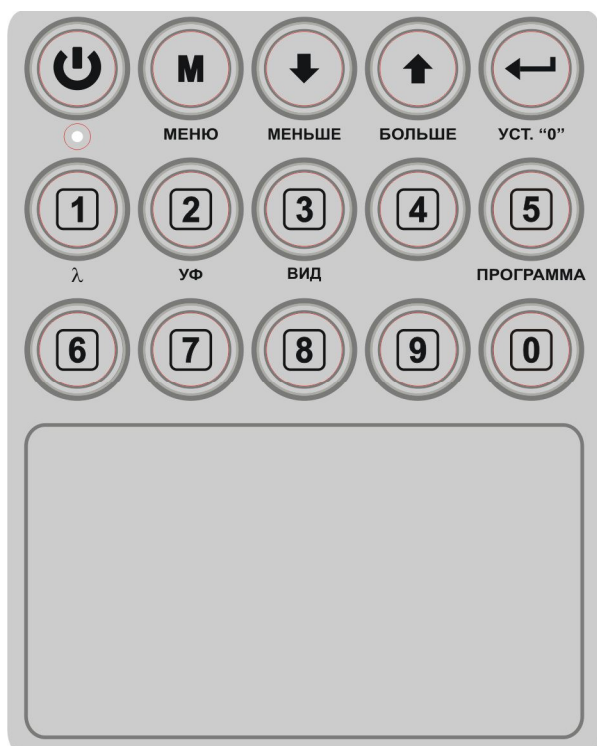 M
МЕНЮ МЕНЬШЕ БОЛЬШЕ УСТ. “0”
1 2 3 4 5
λ УФ ВИД ПРОГРАММА
6 7 8 9 0